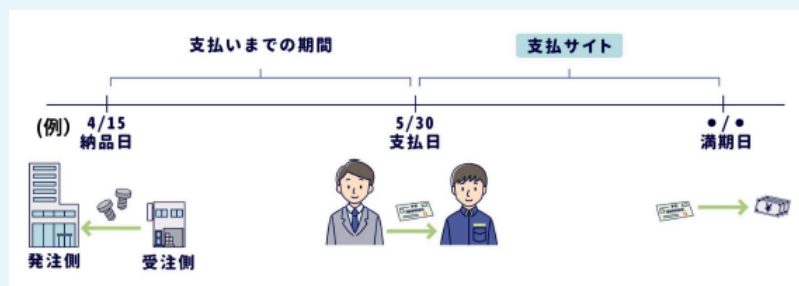 支払いまでの期間
支払サイト
(例)
4/15
納品日
5/30
支払日
●/●
満期日
発注側
受注側
¥